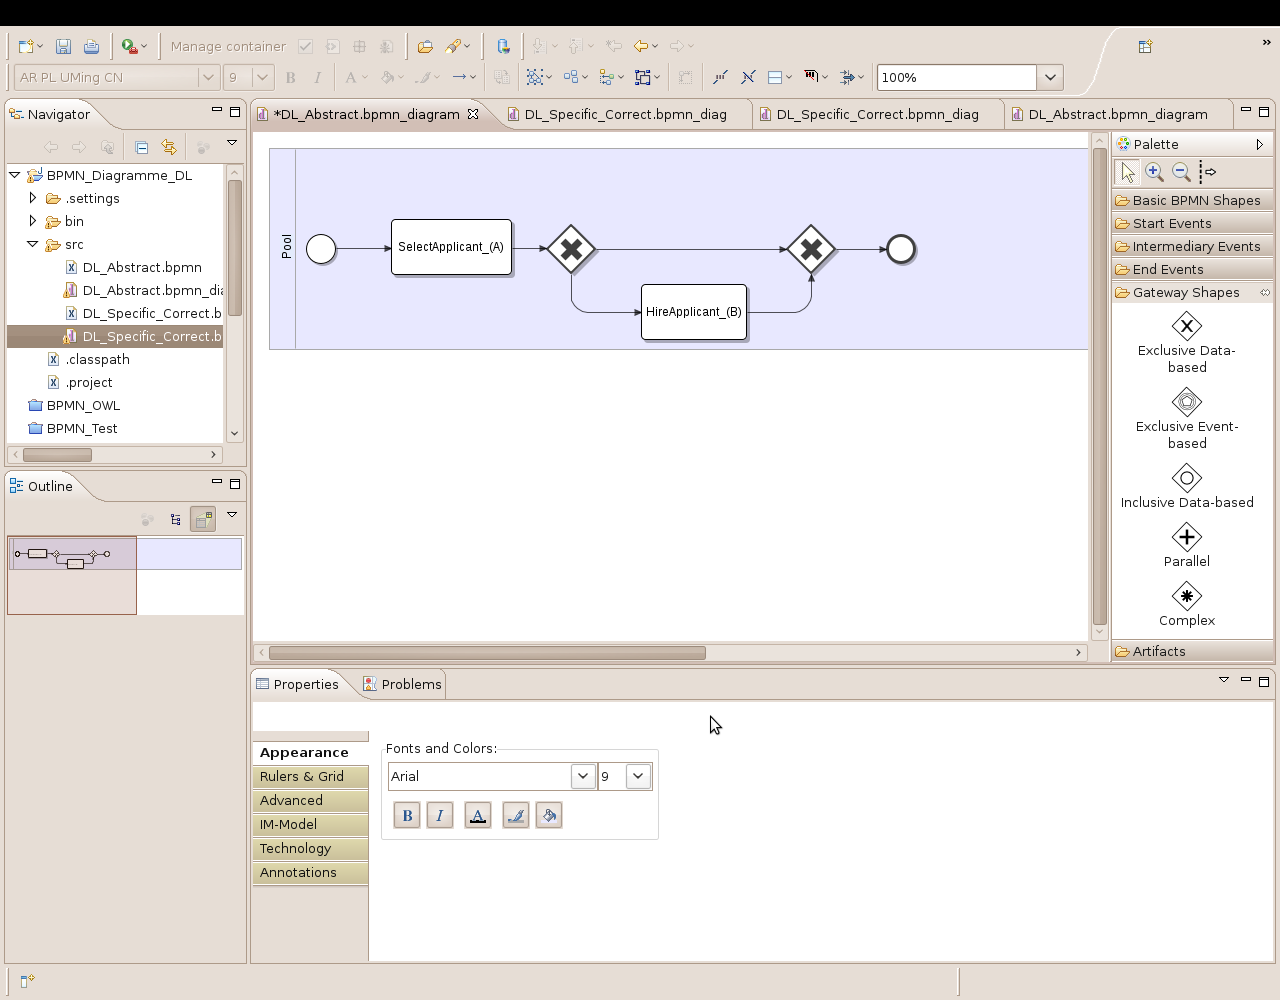 Manage container
»
AR PL UMing CN
9
B
I
A
100%
Navigator
*DL_Abstract.bpmn_diagram
DL_Specific_Correct.bpmn_diag
DL_Specific_Correct.bpmn_diag
DL_Abstract.bpmn_diagram
BPMN_Diagramme_DL
.settings
bin
src
DL_Abstract.bpmn
DL_Abstract.bpmn_dia
DL_Specific_Correct.b
DL_Specific_Correct.b
.classpath
.project
BPMN_OWL
BPMN_Test
Outline
Pool
SelectApplicant_(A)
HireApplicant_(B)
Palette
Basic BPMN Shapes
Start Events
Intermediary Events
End Events
Gateway Shapes
Exclusive Data-
based
Exclusive Event-
based
Inclusive Data-based
Parallel
Complex
Artifacts
Properties
Problems
Appearance
Rulers & Grid
Advanced
IM-Model
Technology
Annotations
Fonts and Colors:
Arial
9
B
I
A